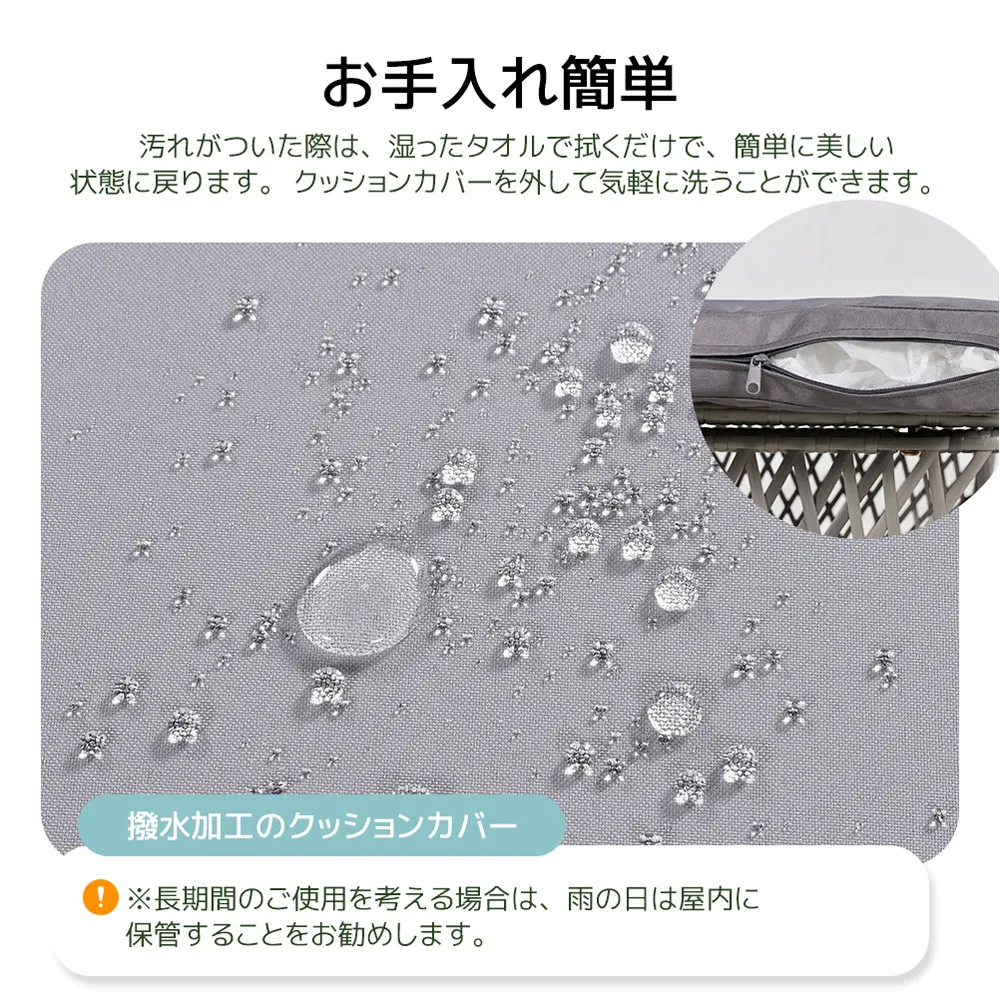 お手入れ簡単
汚れがついた際は、湿ったタオルで拭くだけで、簡単に美しい
状態に戻ります。 クッションカバーを外して気軽に洗うことができます。
撥水加工のクッションカバー
! ※長期間のご使用を考える場合は、雨の日は屋内に
保管することをお勧めします。